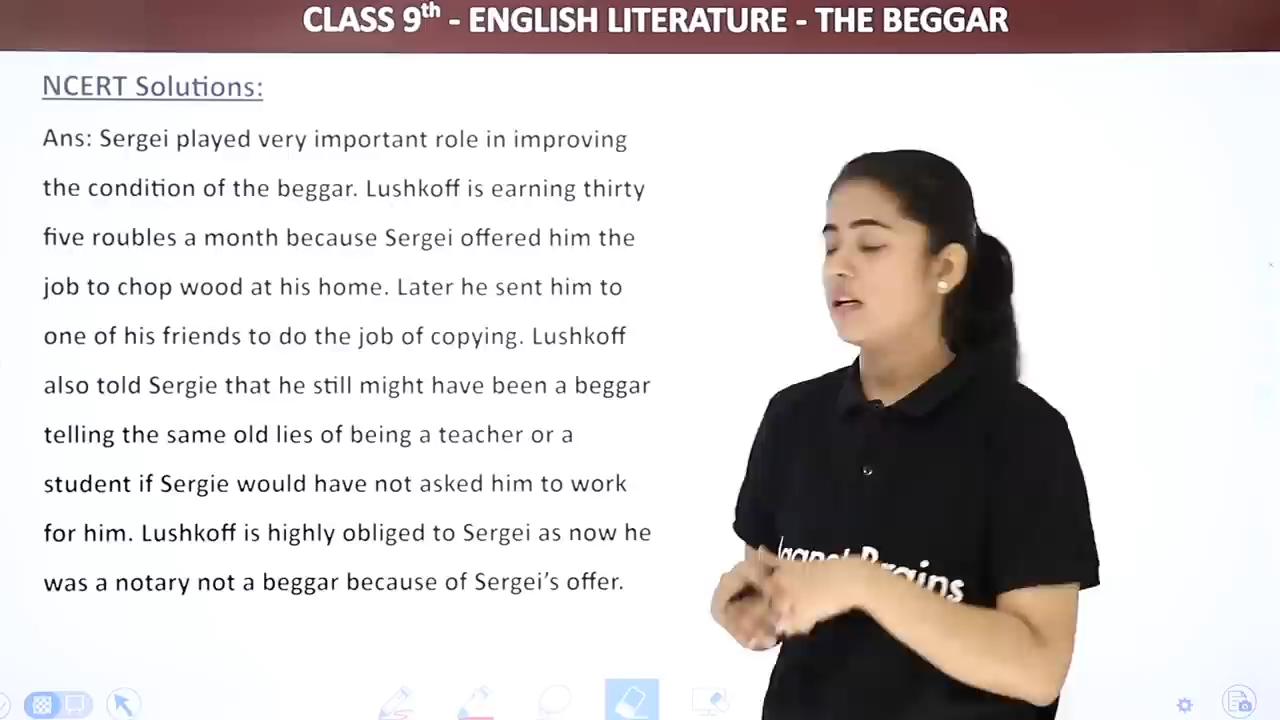 CLASS 9th - ENGLISH LITERATURE - THE BEGGAR
NCERT Solutions:
Ans: Sergei played very important role in improving
the condition of the beggar. Lushkoff is earning thirty
five roubles a month because Sergei offered him the
job to chop wood at his home. Later he sent him to
one of his friends to do the job of copying. Lushkoff
also told Sergie that he still might have been a beggar
telling the same old lies of being a teacher or a
student if Sergie would have not asked him to work
for him. Lushkoff is highly obliged to Sergei as now he
was a notary not a beggar because of Sergei’s offer.
Brains